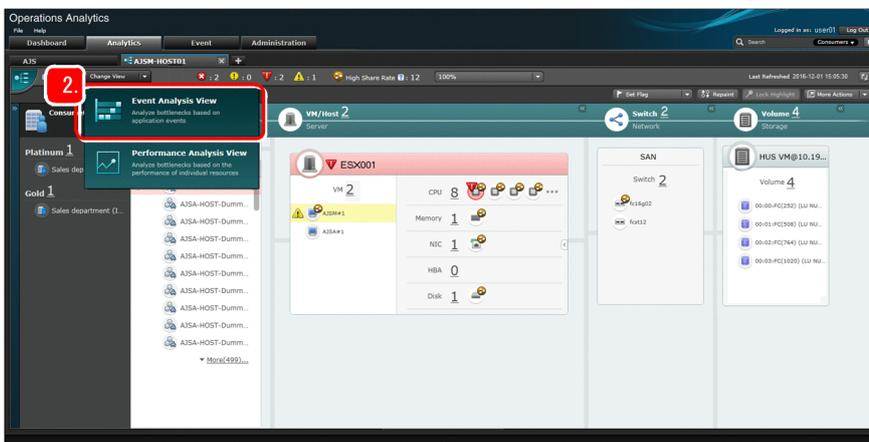 Operations Analytics
File Help
Logged in as: user01 Log Out
Dashboard Analytics Event Administration
Search Consumers
AJS AJSM-HOST01 × +
2. Change View : 2 : 0 : 2 : 1 High Share Rate : 12 100% Last Refreshed 2016-12-01 15:05:30
Set Flag Repaint Lock Highlight More Actions
Event Analysis View
Analyze bottlenecks based on
application events
Performance Analysis View
Analyze bottlenecks based on the
performance of individual resources
VM/Host 2
Server
Switch 2
Network
Volume 4
Storage
Platinum 1
Sales dep
Gold 1
Sales department (I...
AJSA-HOST-Dumm...
AJSA-HOST-Dumm...
AJSA-HOST-Dumm...
AJSA-HOST-Dumm...
AJSA-HOST-Dumm...
AJSA-HOST-Dumm...
AJSA-HOST-Dumm...
AJSA-HOST-Dumm...
AJSA-HOST-Dumm...
More(499)...
ESX001
VM 2
AJSM#1
AJSA#1
CPU 8
Memory 1
NIC 1
HBA 0
Disk 1
SAN
Switch 2
fc16g02
fcxt12
HUS VM@10.19...
Volume 4
00:00:FC(252) (LU NU...
00:01:FC(508) (LU NU...
00:02:FC(764) (LU NU...
00:03:FC(1020) (LU NU...